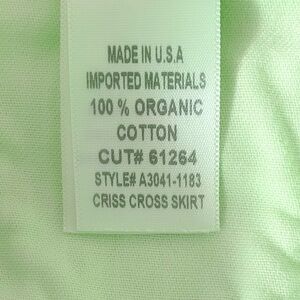 MADE IN U.S.A
IMPORTED MATERIALS
100 % ORGANIC
COTTON
CUT# 61264
STYLE# A3041-1183
CRISS CROSS SKIRT